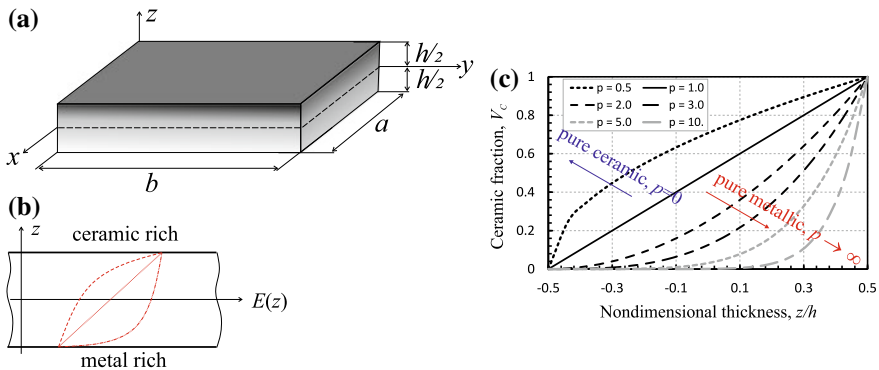 (a)
z
h/2
h/2
y
a
x
b
(b)
z
ceramic rich
E(z)
metal rich
(c)
Ceramic fraction, Vc
1
0.8
0.6
0.4
0.2
0
p = 0.5
p = 1.0
p = 2.0
p = 3.0
p = 5.0
p = 10.
pure ceramic, p=0
pure metallic, p → ∞
-0.5
-0.3
-0.1
0.1
0.3
0.5
Nondimensional thickness, z/h